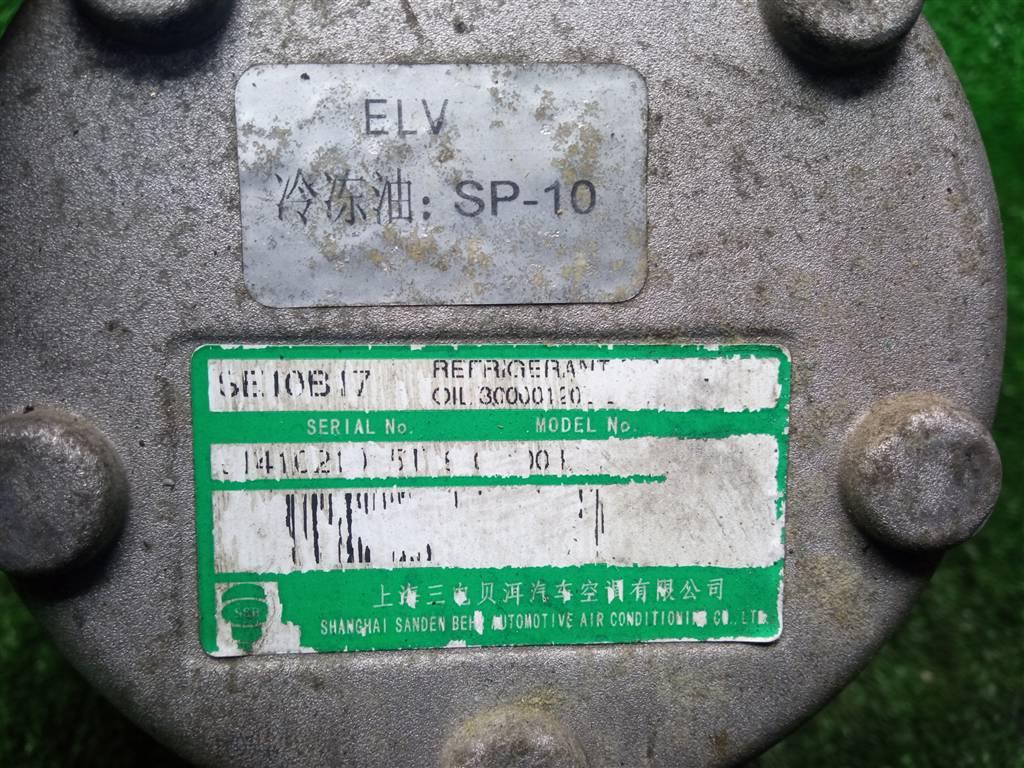 ELV
冷冻油: SP-10
SE10B17
REFRIGERANT
OIL
SERIAL No.
MODEL No.
SSB
上海三电贝洱汽车空调有限公司
SHANGHAI SANDEN BEHR AUTOMOTIVE AIR CONDITIONING CO., LTD.